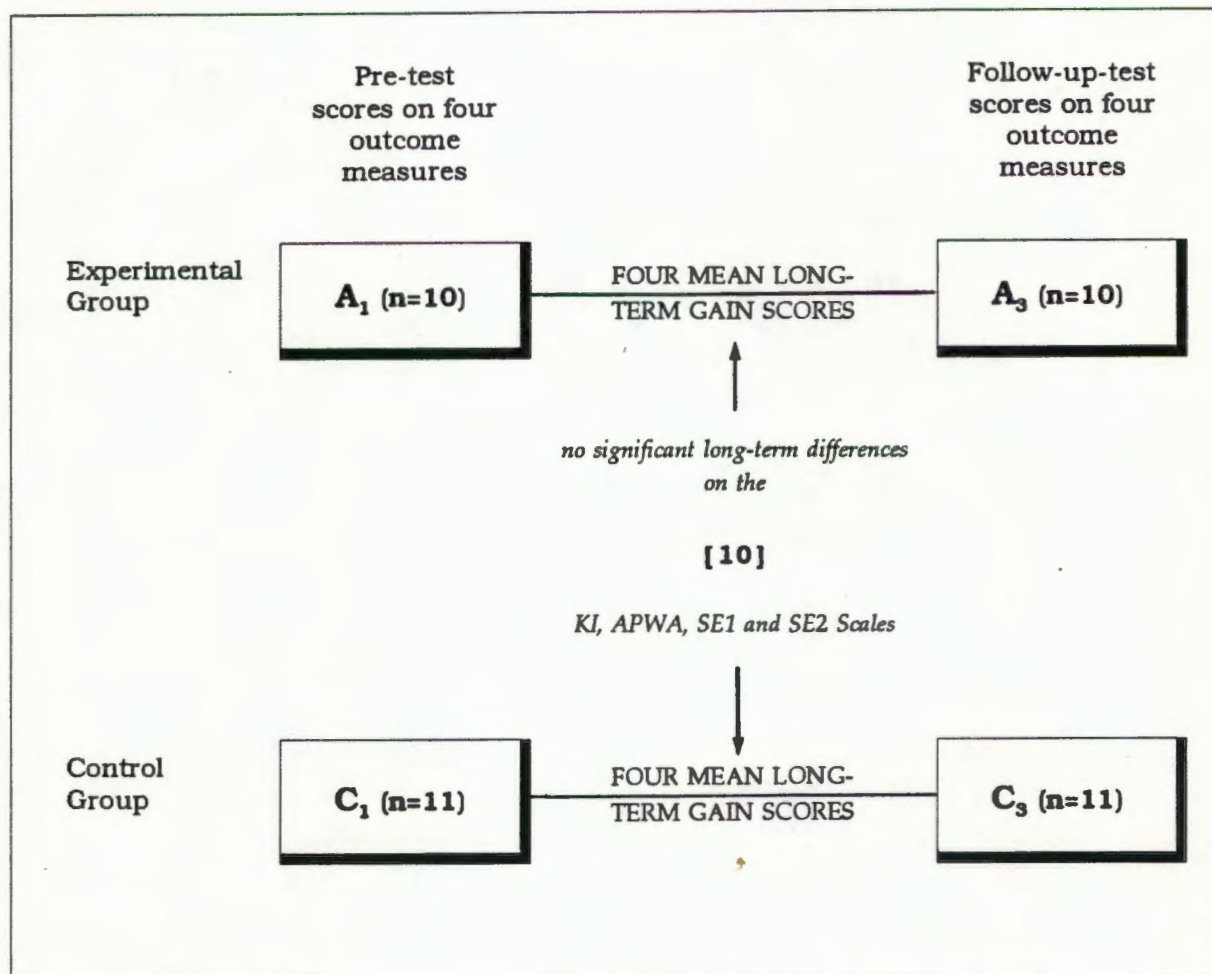 Pre-test
scores on four
outcome
measures
Follow-up-test
scores on four
outcome
measures
Experimental
Group
A₁ (n=10)
FOUR MEAN LONG-
TERM GAIN SCORES
A₃ (n=10)
no significant long-term differences
on the
[10]
KI, APWA, SE1 and SE2 Scales
Control
Group
C₁ (n=11)
FOUR MEAN LONG-
TERM GAIN SCORES
C₃ (n=11)